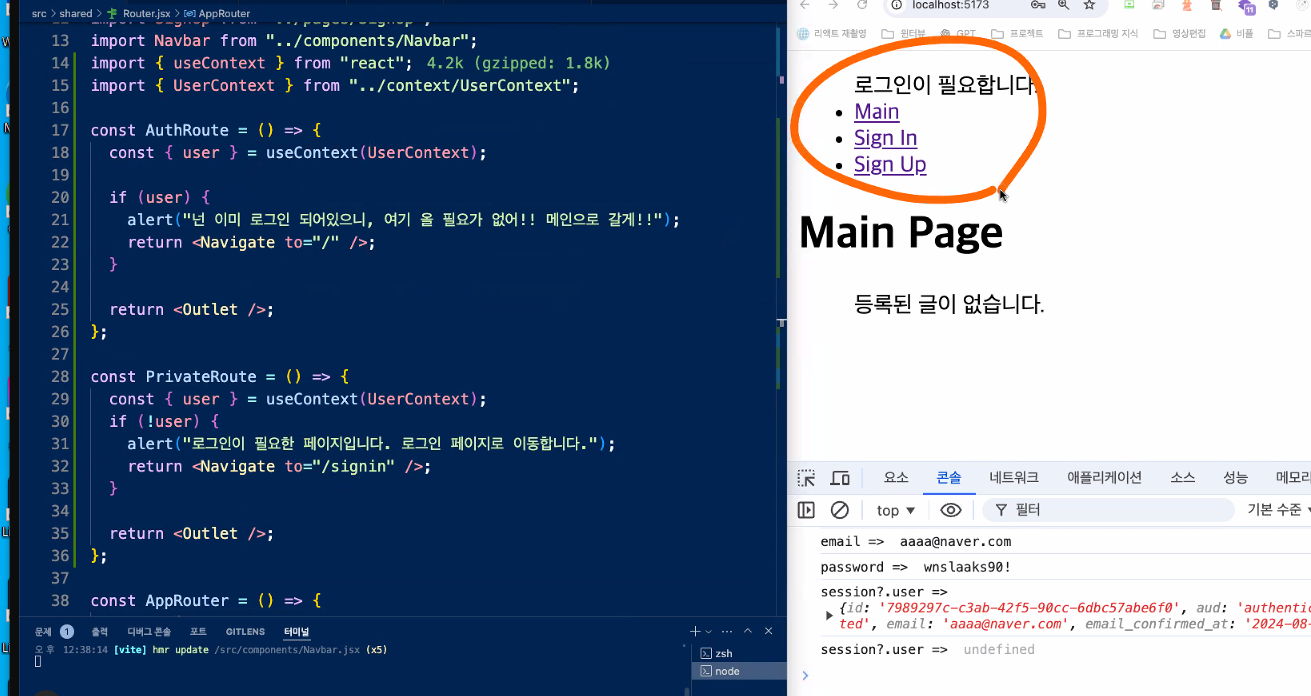 src > shared > Router.jsx > AppRouter
13 import Navbar from "../components/Navbar";
14 import { useContext } from "react"; 4.2k (gzipped: 1.8k)
15 import { UserContext } from "../context/UserContext";
16
17 const AuthRoute = () => {
18 const { user } = useContext(UserContext);
19
20 if (user) {
21 alert("넌 이미 로그인 되어있으니, 여기 올 필요가 없어!! 메인으로 갈게!!");
22 return <Navigate to="/" />;
23 }
24
25 return <Outlet />;
26 };
27
28 const PrivateRoute = () => {
29 const { user } = useContext(UserContext);
30 if (!user) {
31 alert("로그인이 필요한 페이지입니다. 로그인 페이지로 이동합니다.");
32 return <Navigate to="/signin" />;
33 }
34
35 return <Outlet />;
36 };
37
38 const AppRouter = () => {
문제 1 출력 디버그 콘솔 포트 GITLENS 터미널
오후 12:38:14 [vite] hmr update /src/components/Navbar.jsx (x5)
zsh
node
localhost:5173
11
리액트 재촬영 윈터뷰 GPT 프로젝트 프로그래밍 지식 영상편집 비플 스파르
로그인이 필요합니다.
Main
Sign In
Sign Up
Main Page
등록된 글이 없습니다.
요소 콘솔 네트워크 애플리케이션 소스 성능 메모리
top 필터 기본 수준
email => aaaa@naver.com
password => wnslaaks90!
session?.user =>
{id: '7989297c-c3ab-42f5-90cc-6dbc57abe6f0', aud: 'authentic
ted', email: 'aaaa@naver.com', email_confirmed_at: '2024-08-
session?.user => undefined